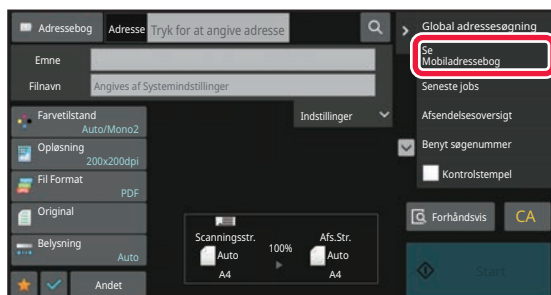 Adressebog
Adresse
Tryk for at angive adresse
Emne
Filnavn
Angives af Systemindstillinger
Indstillinger
Farvetilstand
Auto/Mono2
Opløsning
200x200dpi
Fil Format
PDF
Original
Belysning
Auto
Andet
Scanningsstr.
Auto
A4
100%
Afs.Str.
Auto
A4
Global adressesøgning
Se
Mobiladressebog
Seneste jobs
Afsendelsesoversigt
Benyt søgenummer
Kontrolstempel
Forhåndsvis
CA
Start